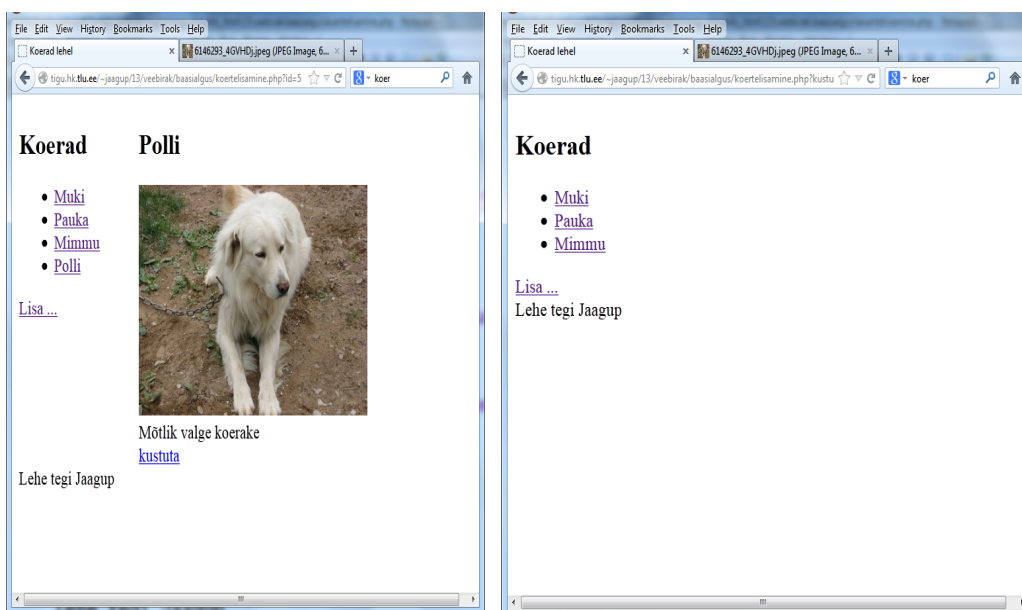 File Edit View History Bookmarks Tools Help
Koerad lehel × 6146293_4GVHDj.jpeg (JPEG Image, 6... × +
tigu.hk.tlu.ee/~jaagup/13/veebirak/baasialgus/koertelisamine.php?id=5 koer
Koerad
Muki
Pauka
Mimmu
Polli
Lisa ...
Polli
Mõtlik valge koerake
kustuta
Lehe tegi Jaagup
File Edit View History Bookmarks Tools Help
Koerad lehel × 6146293_4GVHDj.jpeg (JPEG Image, 6... × +
tigu.hk.tlu.ee/~jaagup/13/veebirak/baasialgus/koertelisamine.php?kustu koer
Koerad
Muki
Pauka
Mimmu
Lisa ...
Lehe tegi Jaagup